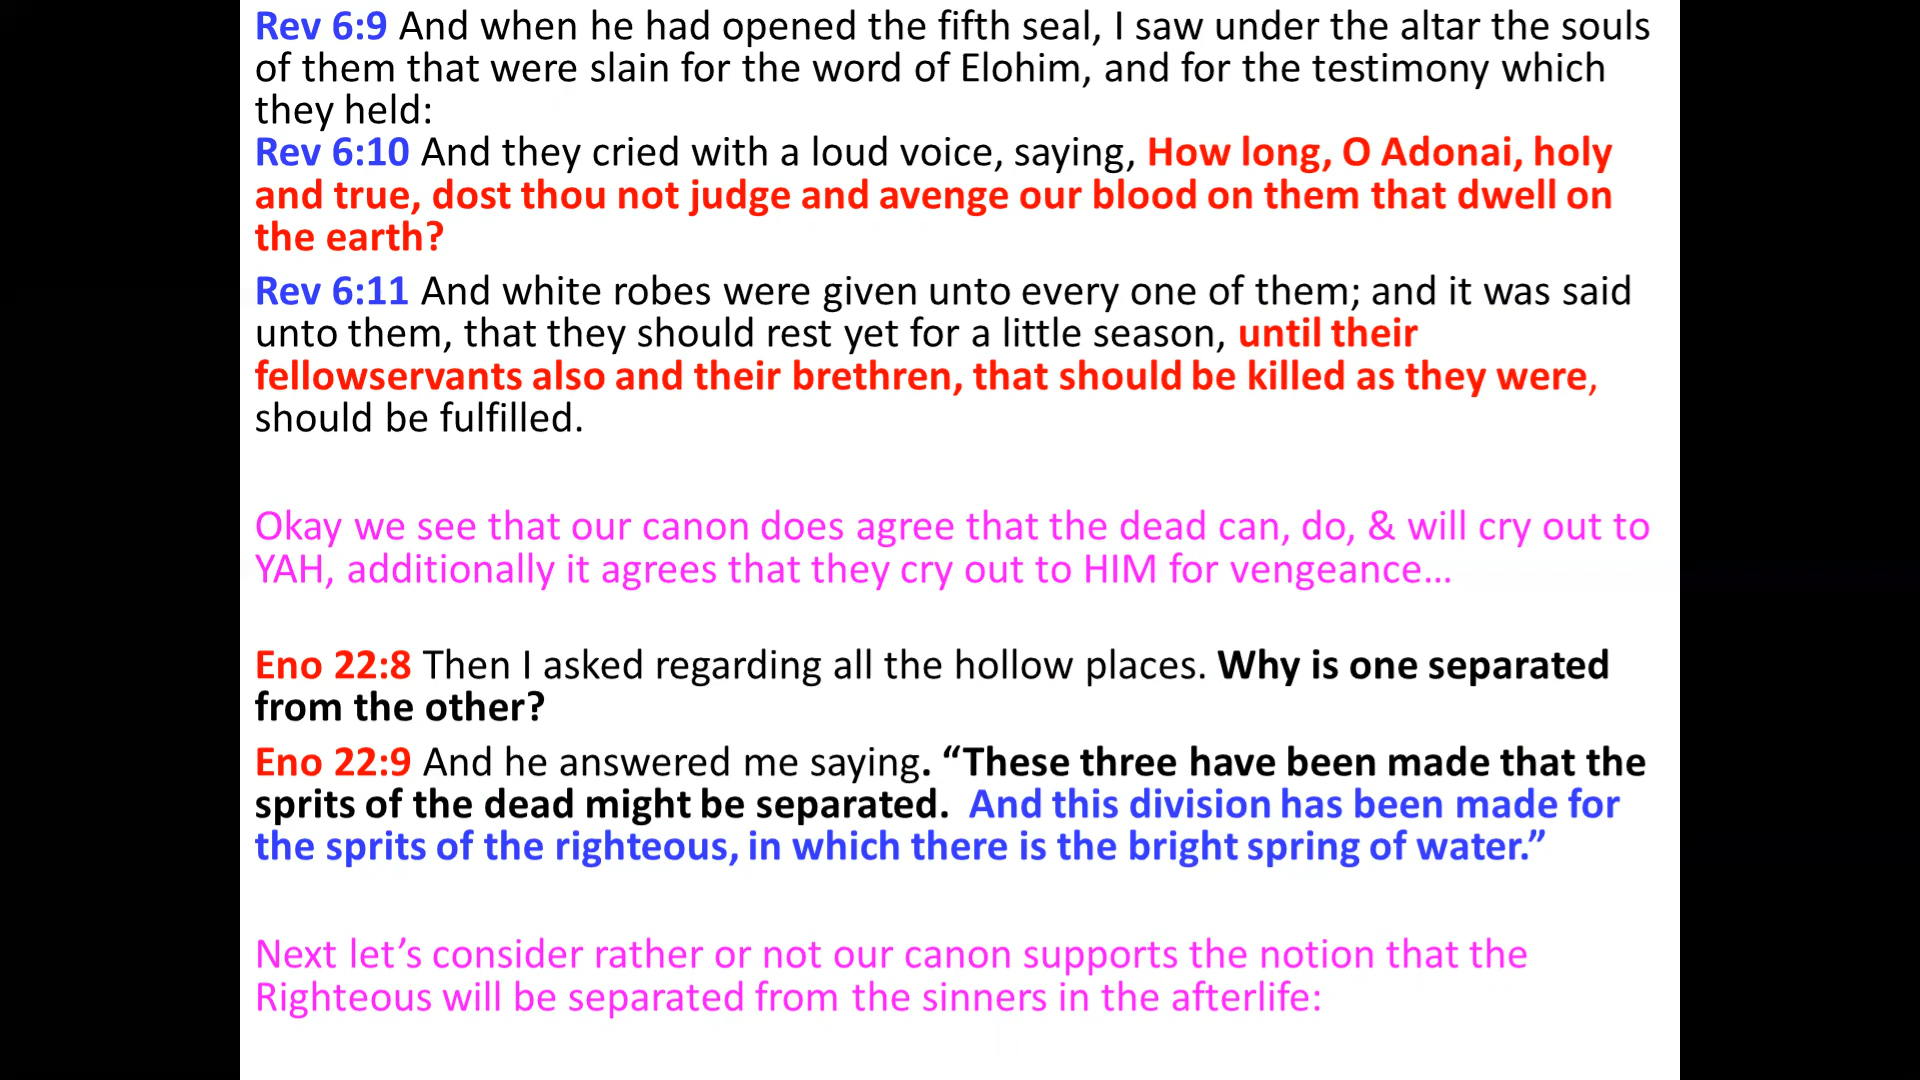 Rev 6:9 And when he had opened the fifth seal, I saw under the altar the souls
of them that were slain for the word of Elohim, and for the testimony which
they held:
Rev 6:10 And they cried with a loud voice, saying, How long, O Adonai, holy
and true, dost thou not judge and avenge our blood on them that dwell on
the earth?
Rev 6:11 And white robes were given unto every one of them; and it was said
unto them, that they should rest yet for a little season, until their
fellowservants also and their brethren, that should be killed as they were,
should be fulfilled.
Okay we see that our canon does agree that the dead can, do, & will cry out to
YAH, additionally it agrees that they cry out to HIM for vengeance...
Eno 22:8 Then I asked regarding all the hollow places. Why is one separated
from the other?
Eno 22:9 And he answered me saying. “These three have been made that the
sprits of the dead might be separated.  And this division has been made for
the sprits of the righteous, in which there is the bright spring of water.”
Next let’s consider rather or not our canon supports the notion that the
Righteous will be separated from the sinners in the afterlife: